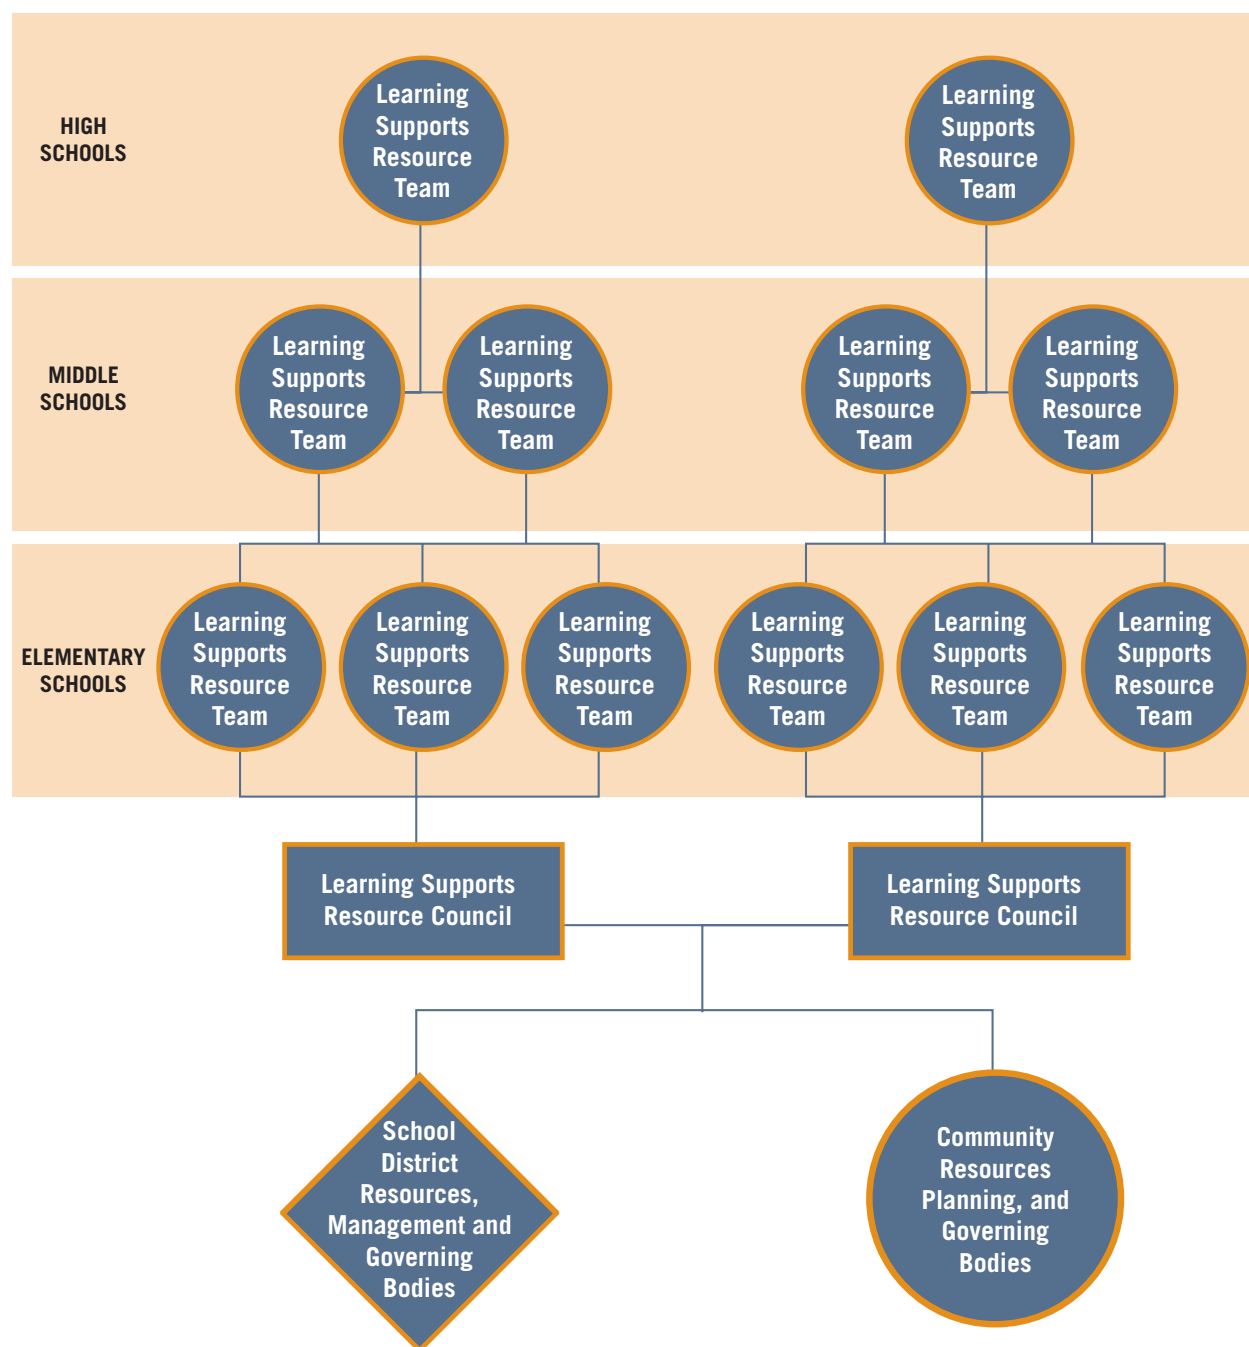 HIGH
SCHOOLS
Learning
Supports
Resource
Team
Learning
Supports
Resource
Team
MIDDLE
SCHOOLS
Learning
Supports
Resource
Team
Learning
Supports
Resource
Team
Learning
Supports
Resource
Team
Learning
Supports
Resource
Team
ELEMENTARY
SCHOOLS
Learning
Supports
Resource
Team
Learning
Supports
Resource
Team
Learning
Supports
Resource
Team
Learning
Supports
Resource
Team
Learning
Supports
Resource
Team
Learning
Supports
Resource
Team
Learning Supports
Resource Council
Learning Supports
Resource Council
School
District
Resources,
Management and
Governing
Bodies
Community
Resources
Planning, and
Governing
Bodies